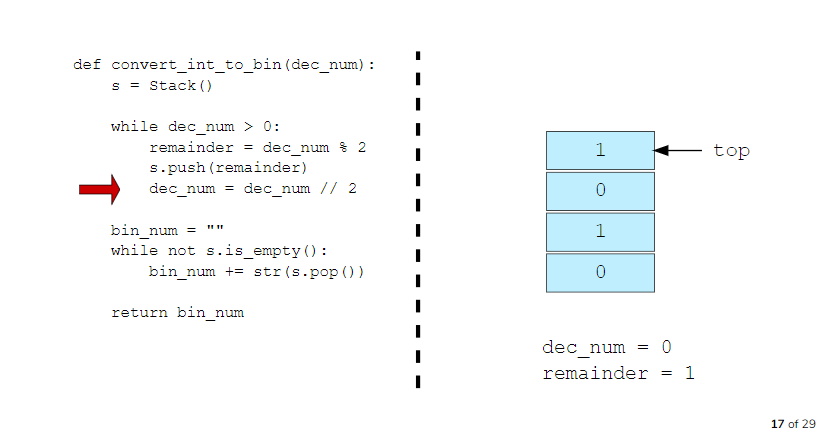 def convert_int_to_bin(dec_num):
    s = Stack()
    while dec_num > 0:
        remainder = dec_num % 2
        s.push(remainder)
        dec_num = dec_num // 2
    bin_num = ""
    while not s.is_empty():
        bin_num += str(s.pop())
    return bin_num
1
top
0
1
0
dec_num = 0
remainder = 1
17 of 29